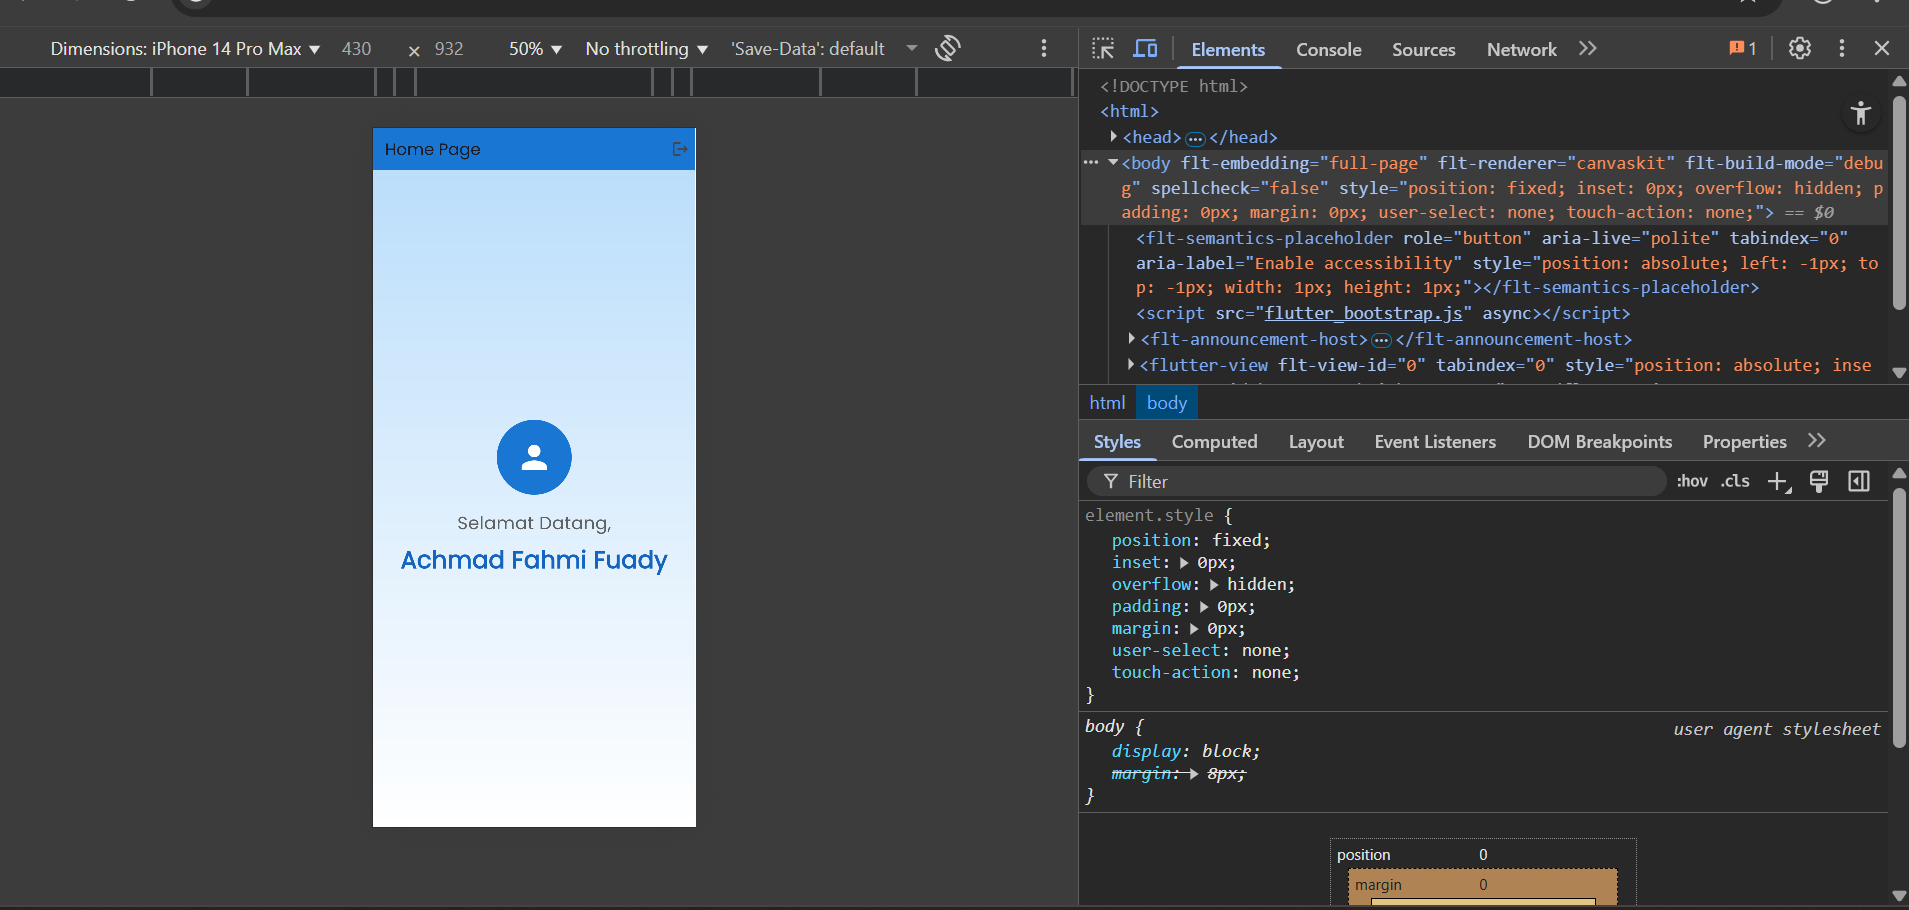 Dimensions: iPhone 14 Pro Max ▼ 430 × 932 50% ▼ No throttling ▼ 'Save-Data': default
Home Page
Selamat Datang,
Achmad Fahmi Fuady
Elements Console Sources Network 1
<!DOCTYPE html>
<html>
<head> … </head>
<body flt-embedding="full-page" flt-renderer="canvaskit" flt-build-mode="debu
g" spellcheck="false" style="position: fixed; inset: 0px; overflow: hidden; p
adding: 0px; margin: 0px; user-select: none; touch-action: none;"> == $0
<flt-semantics-placeholder role="button" aria-live="polite" tabindex="0"
aria-label="Enable accessibility" style="position: absolute; left: -1px; to
p: -1px; width: 1px; height: 1px;"></flt-semantics-placeholder>
<script src="flutter_bootstrap.js" async></script>
<flt-announcement-host> … </flt-announcement-host>
<flutter-view flt-view-id="0" tabindex="0" style="position: absolute; inse
html body
Styles Computed Layout Event Listeners DOM Breakpoints Properties
Filter :hov .cls
element.style {
position: fixed;
inset: 0px;
overflow: hidden;
padding: 0px;
margin: 0px;
user-select: none;
touch-action: none;
}
body { user agent stylesheet
display: block;
margin: 8px;
}
position 0
margin 0